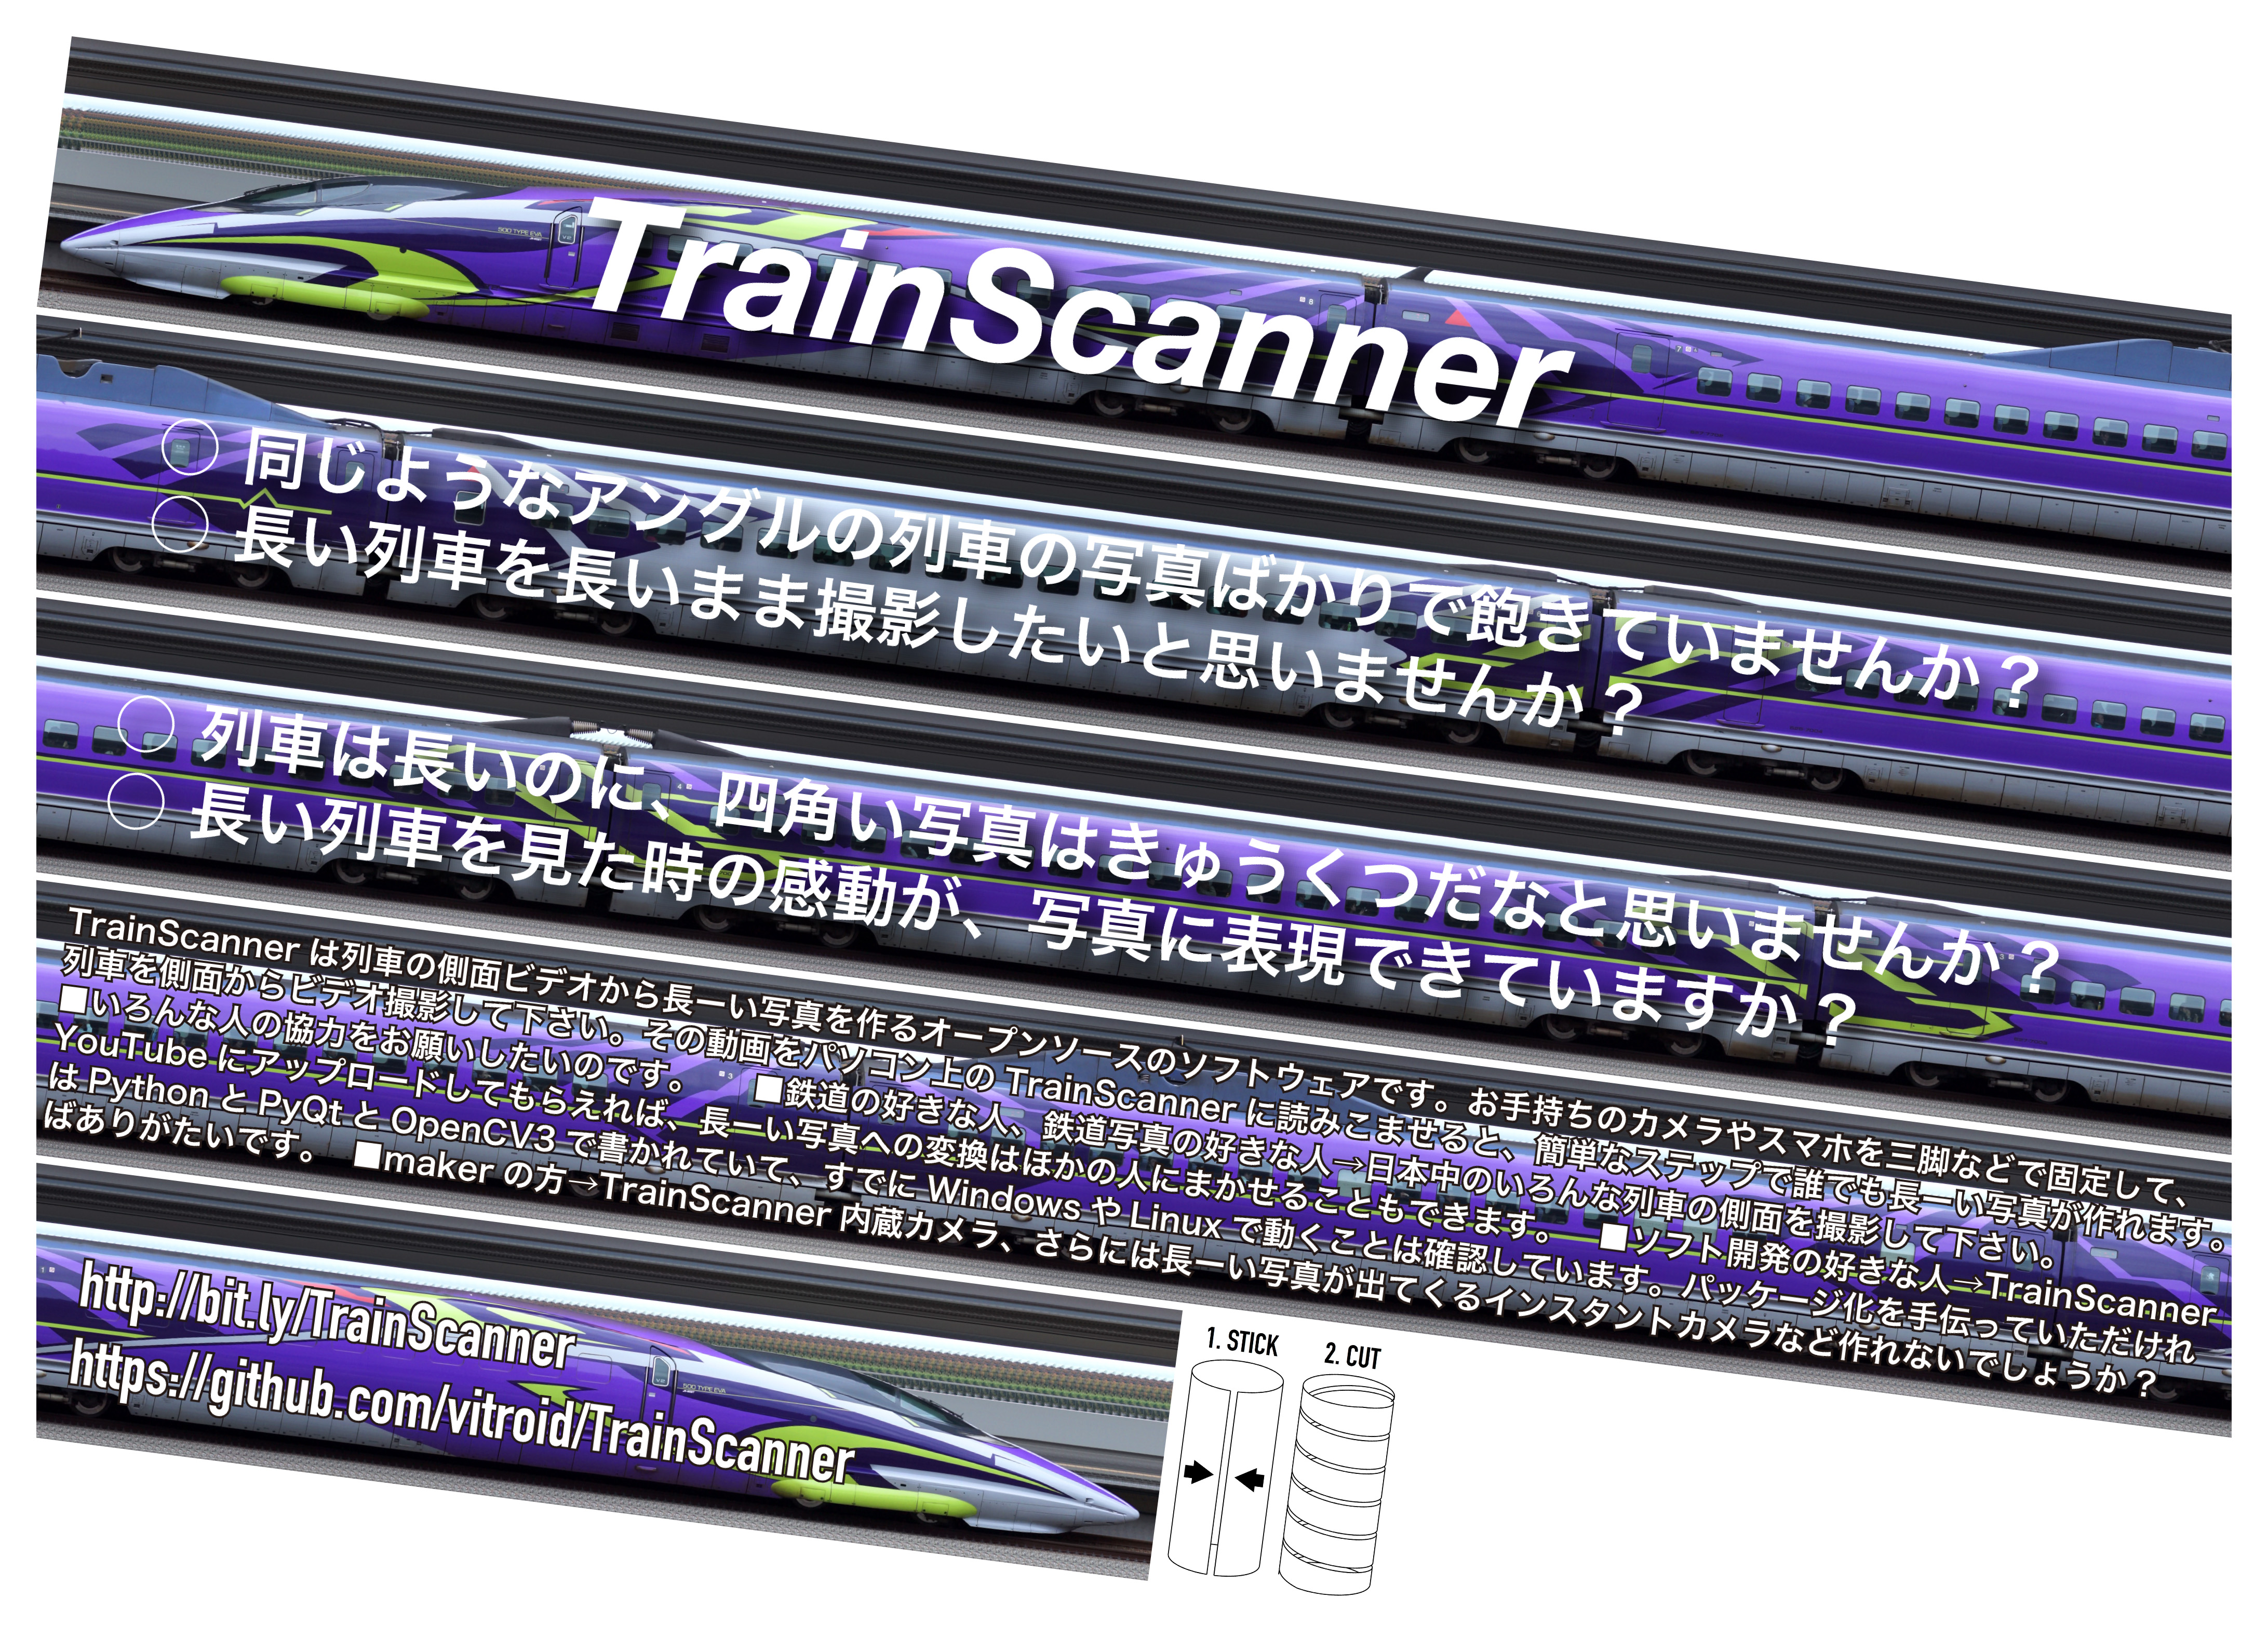 TrainScanner
○ 同じようなアングルの列車の写真ばかりで飽きていませんか？
○ 長い列車を長いまま撮影したいと思いませんか？
○ 列車は長いのに、四角い写真はきゅうくつだなと思いませんか？
○ 長い列車を見た時の感動が、写真に表現できていますか？
TrainScanner は列車の側面ビデオから長ーい写真を作るオープンソースのソフトウェアです。お手持ちのカメラやスマホを三脚などで固定して、
列車を側面からビデオ撮影して下さい。その動画をパソコン上の TrainScanner に読みこませると、簡単なステップで誰でも長ーい写真が作れます。
■いろんな人の協力をお願いしたいのです。 ■鉄道の好きな人、鉄道写真の好きな人→日本中のいろんな列車の側面を撮影して下さい。
YouTube にアップロードしてもらえれば、長ーい写真への変換はほかの人にまかせることもできます。 ■ソフト開発の好きな人→TrainScanner
は Python と PyQt と OpenCV3 で書かれていて、すでに Windows や Linux で動くことは確認しています。パッケージ化を手伝っていただけれ
ばありがたいです。 ■maker の方→TrainScanner 内蔵カメラ、さらには長ーい写真が出てくるインスタントカメラなど作れないでしょうか？
http://bit.ly/TrainScanner
https://github.com/vitroid/TrainScanner
1. STICK
2. CUT
500 TYPE EVA
500 TYPE EVA